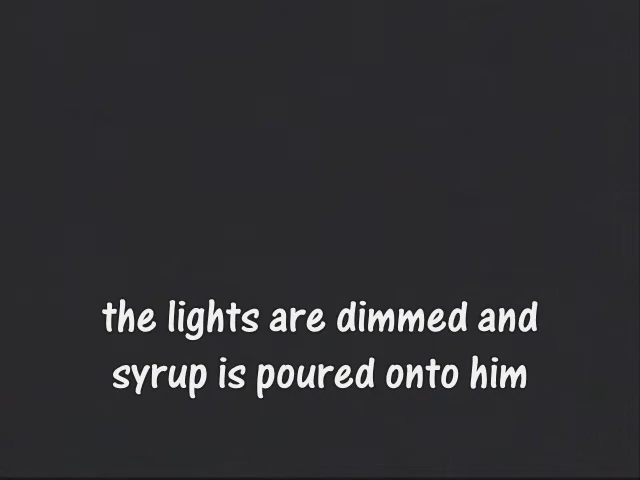 the lights are dimmed and
syrup is poured onto him